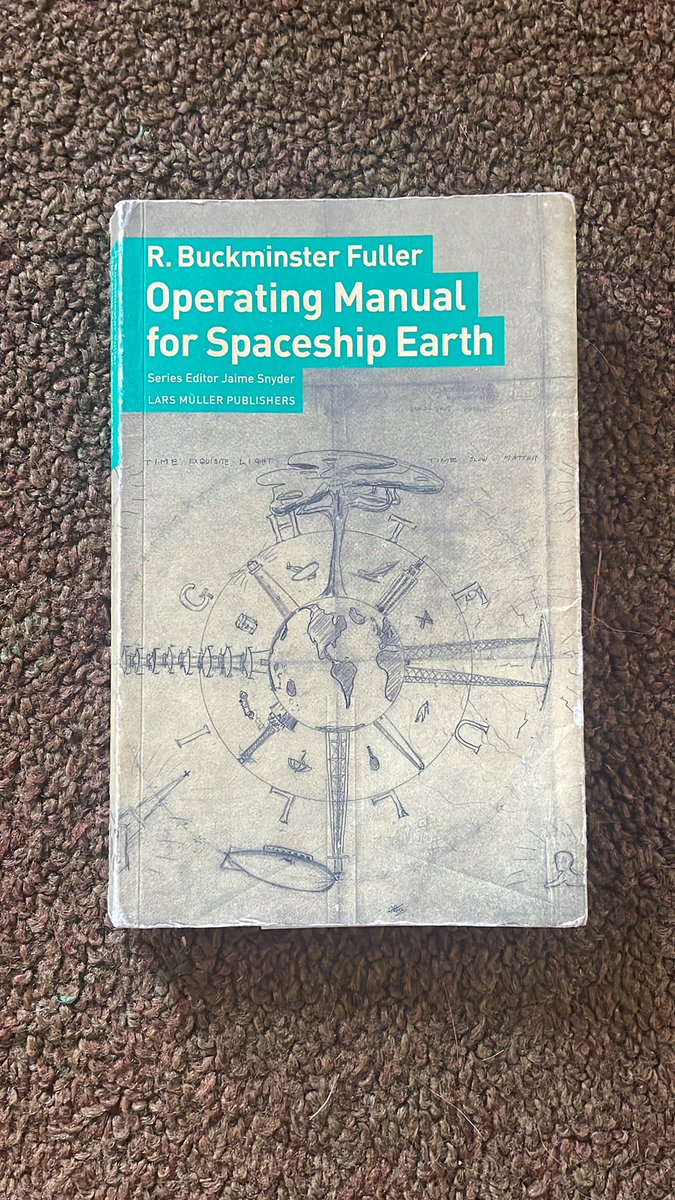 R. Buckminster Fuller
Operating Manual
for Spaceship Earth
Series Editor Jaime Snyder
LARS MÜLLER PUBLISHERS
TIME EXQUISITE LIGHT
TIME SLOW MATTER
G
T
E
I
U
L
L